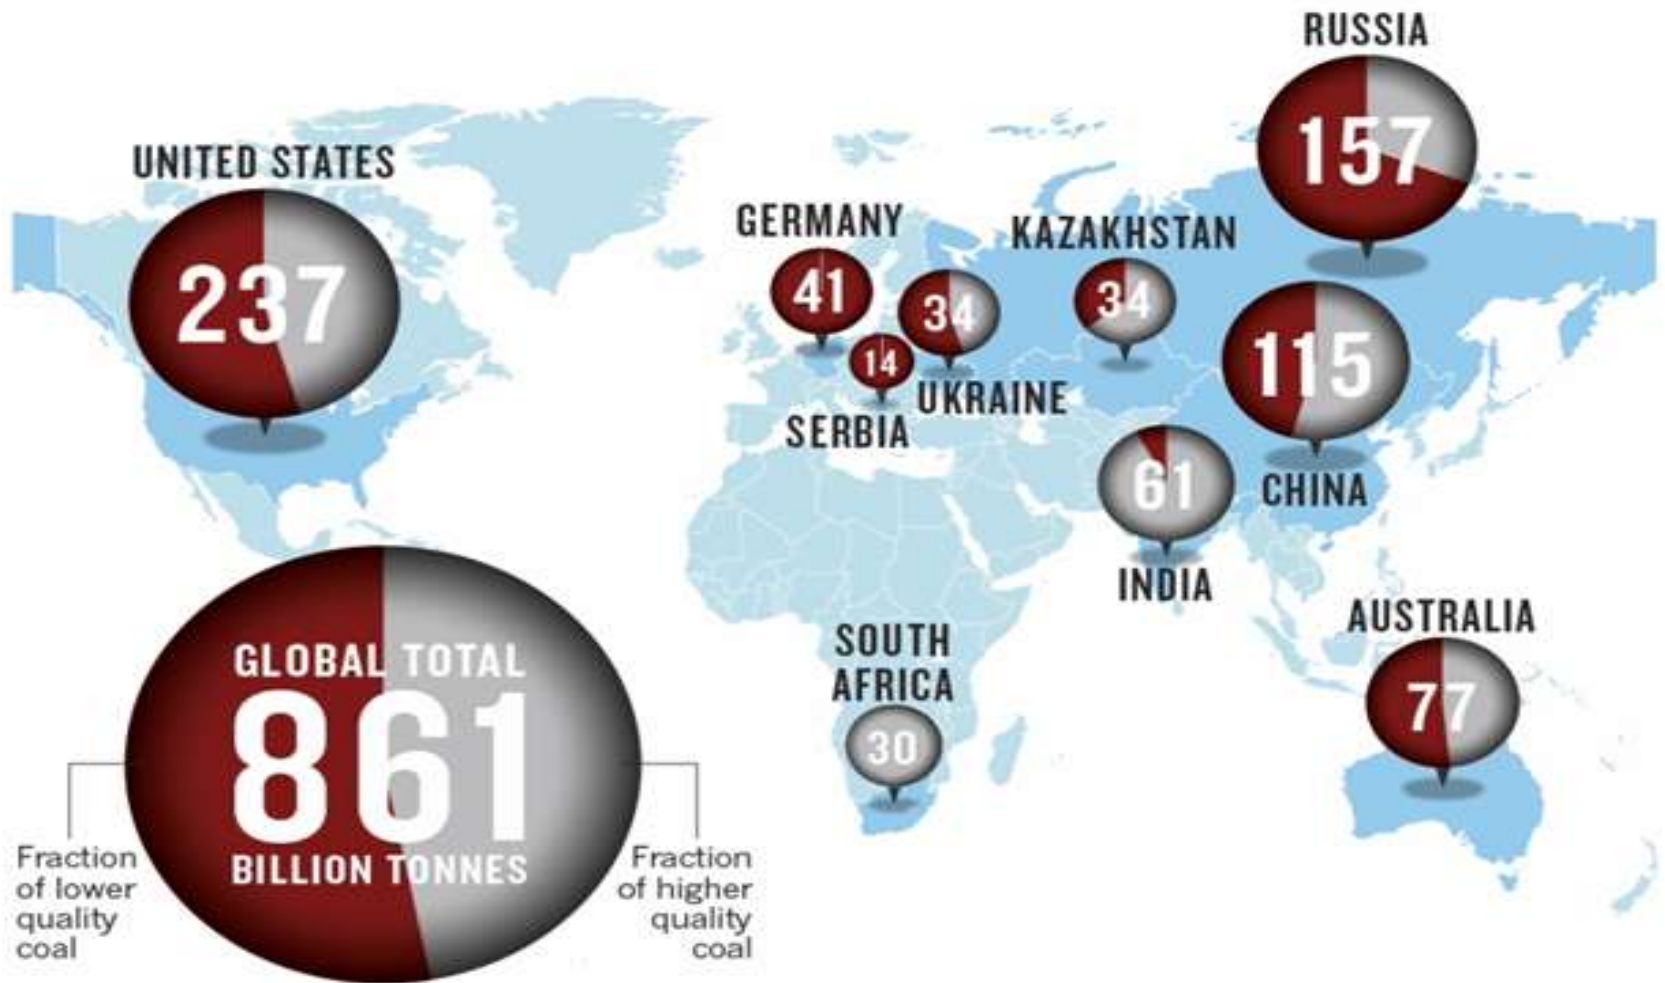 RUSSIA
157
UNITED STATES
237
GERMANY
41
KAZAKHSTAN
34
34
UKRAINE
14
SERBIA
115
CHINA
61
INDIA
AUSTRALIA
77
SOUTH
AFRICA
30
GLOBAL TOTAL
861
BILLION TONNES
Fraction
of lower
quality
coal
Fraction
of higher
quality
coal